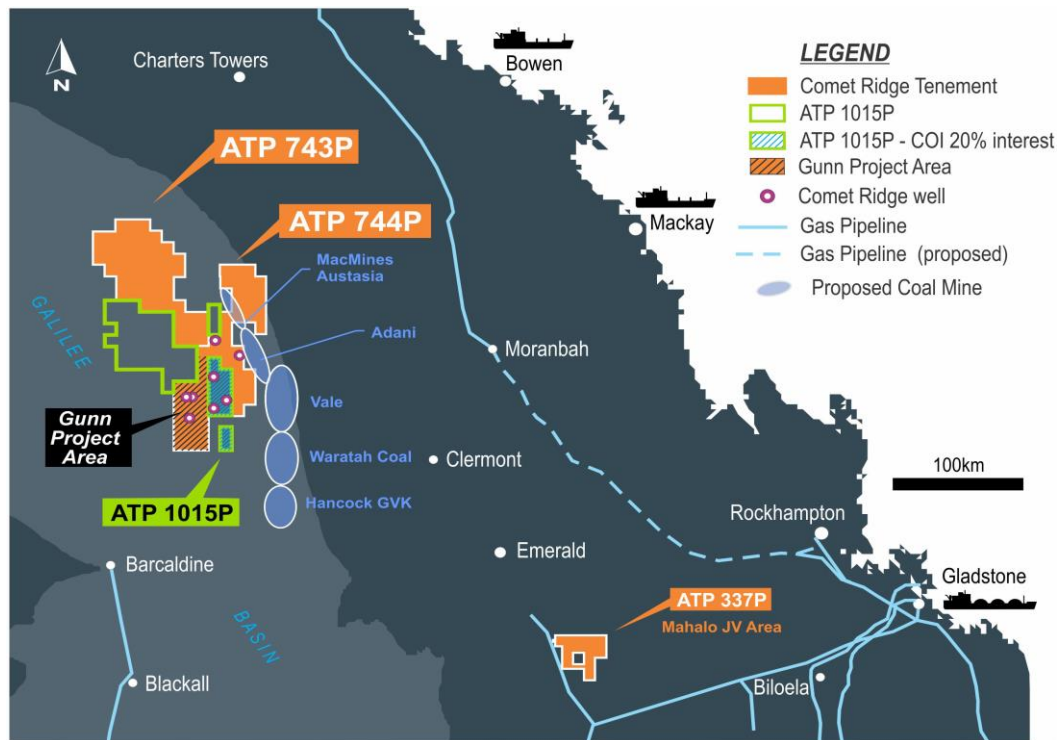 LEGEND
Comet Ridge Tenement
ATP 1015P
ATP 1015P - COI 20% interest
Gunn Project Area
Comet Ridge well
Gas Pipeline
Gas Pipeline (proposed)
Proposed Coal Mine
N
Charters Towers
Bowen
Mackay
ATP 743P
ATP 744P
MacMines
Austasia
Adani
GALILEE
Moranbah
Vale
Gunn
Project
Area
Waratah Coal
Clermont
Hancock GVK
100km
ATP 1015P
Rockhampton
Emerald
Barcaldine
Gladstone
ATP 337P
Mahalo JV Area
BASIN
Blackall
Biloela